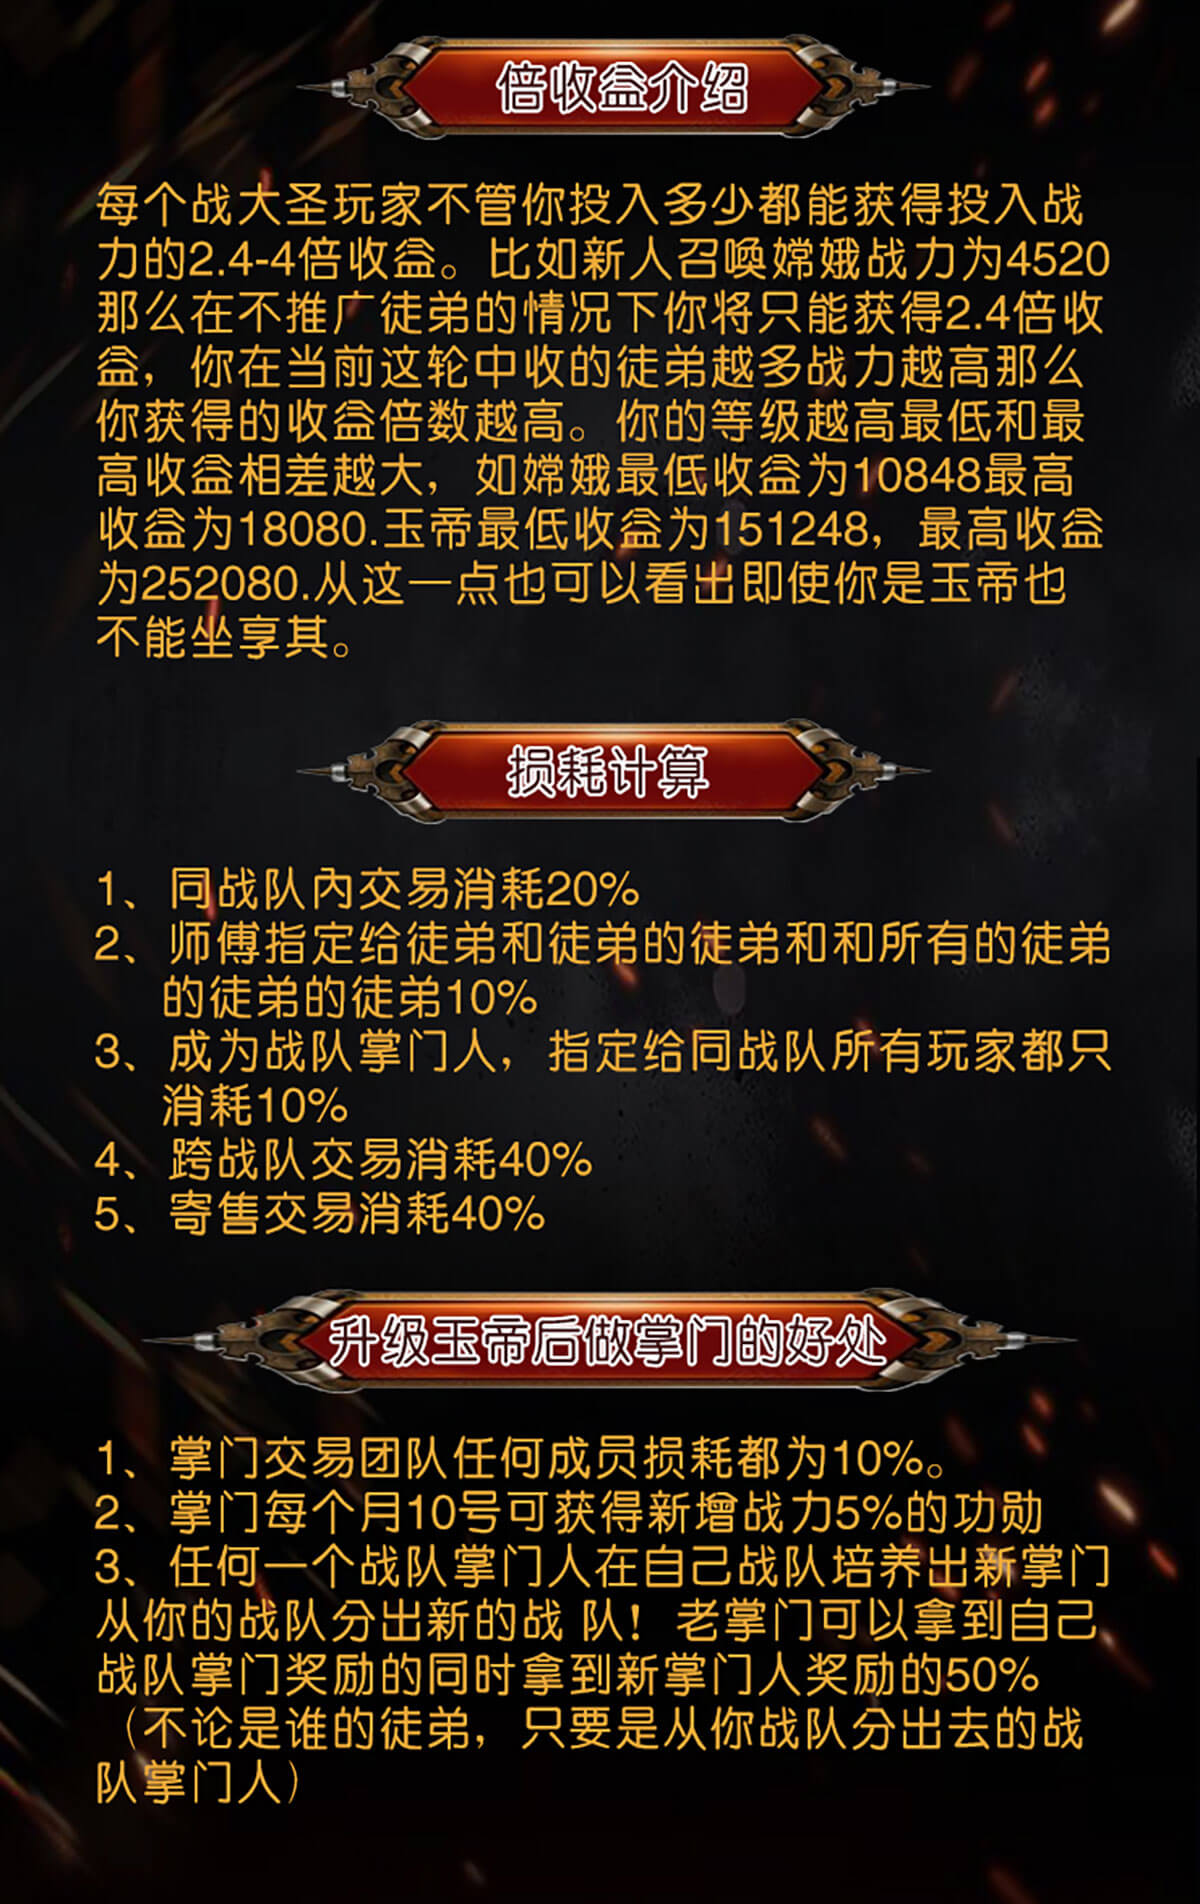 倍收益介绍
每个战大圣玩家不管你投入多少都能获得投入战
力的2.4-4倍收益。比如新人召唤嫦娥战力为4520
那么在不推广徒弟的情况下你将只能获得2.4倍收
益，你在当前这轮中收的徒弟越多战力越高那么
你获得的收益倍数越高。你的等级越高最低和最
高收益相差越大，如嫦娥最低收益为10848最高
收益为18080.玉帝最低收益为151248，最高收益
为252080.从这一点也可以看出即使你是玉帝也
不能坐享其。
损耗计算
1、同战队内交易消耗20%
2、师傅指定给徒弟和徒弟的徒弟和和所有的徒弟
的徒弟的徒弟10%
3、成为战队掌门人，指定给同战队所有玩家都只
消耗10%
4、跨战队交易消耗40%
5、寄售交易消耗40%
升级玉帝后做掌门的好处
1、掌门交易团队任何成员损耗都为10%。
2、掌门每个月10号可获得新增战力5%的功勋
3、任何一个战队掌门人在自己战队培养出新掌门
从你的战队分出新的战 队！老掌门可以拿到自己
战队掌门奖励的同时拿到新掌门人奖励的50%
（不论是谁的徒弟，只要是从你战队分出去的战
队掌门人）